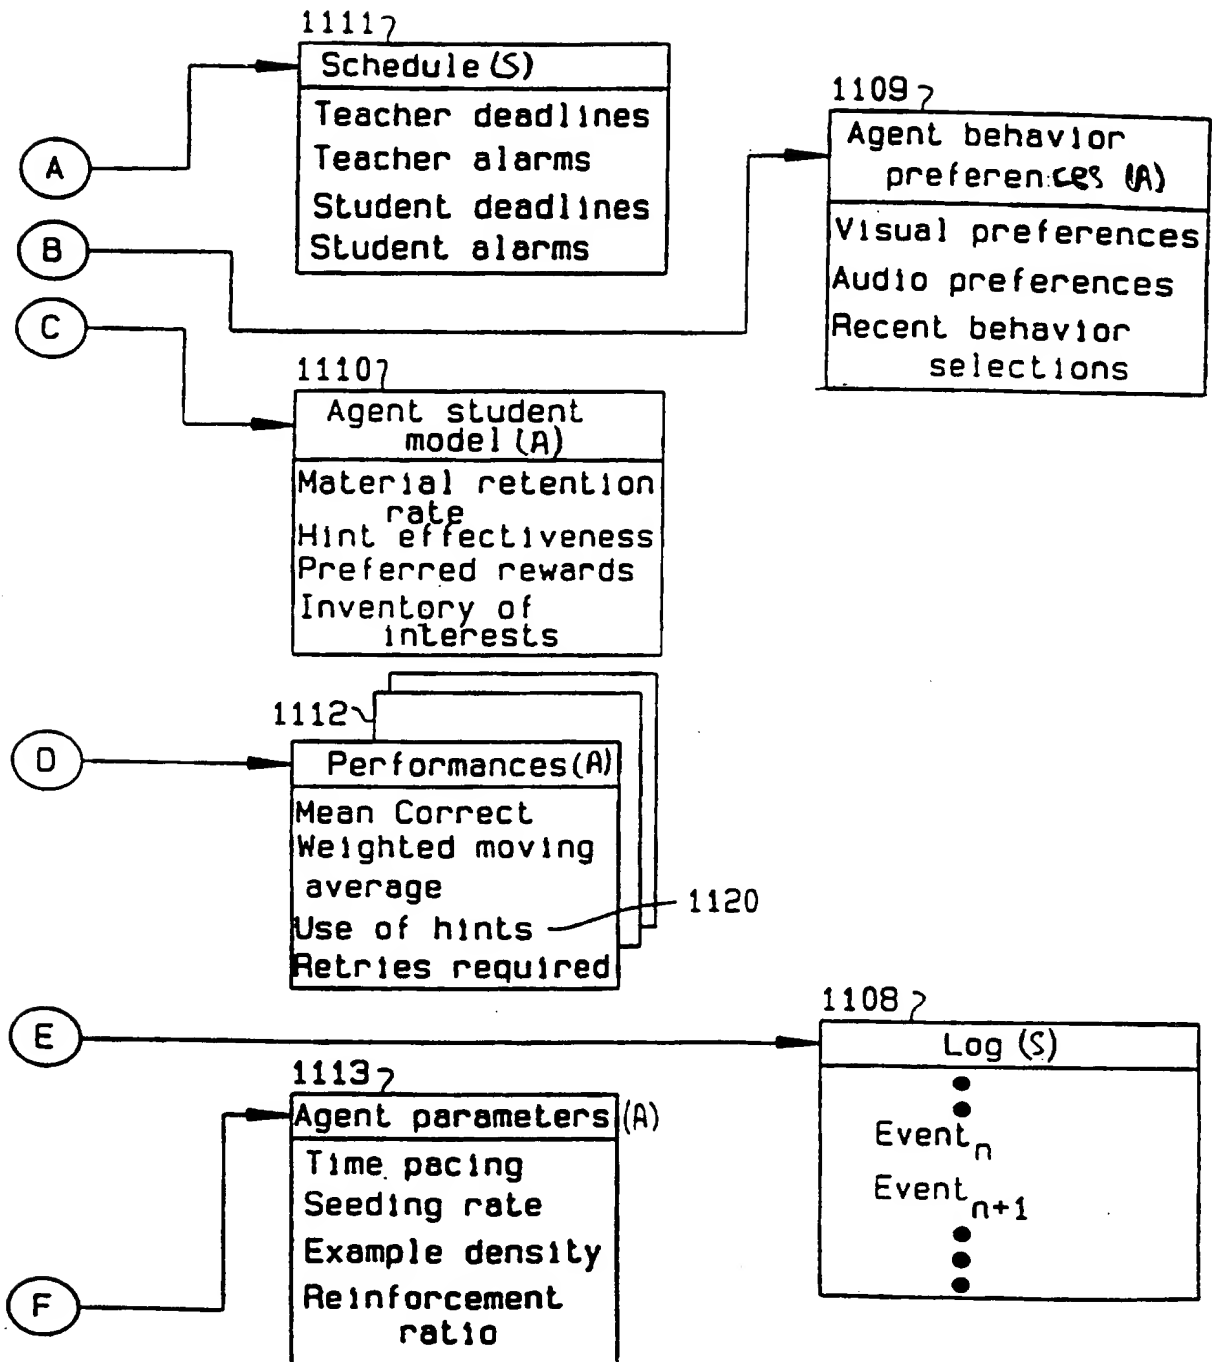 1111
Schedule (S)
Teacher deadlines
Teacher alarms
Student deadlines
Student alarms
A
B
C
1109
Agent behavior
preferences (A)
Visual preferences
Audio preferences
Recent behavior
selections
1110
Agent student
model (A)
Material retention
rate
Hint effectiveness
Preferred rewards
Inventory of
interests
1112
D
Performances (A)
Mean Correct
Weighted moving
average
Use of hints
1120
Retries required
E
1108
Log (S)
Event n
Event n+1
1113
Agent parameters (A)
Time pacing
Seeding rate
Example density
Reinforcement
ratio
F